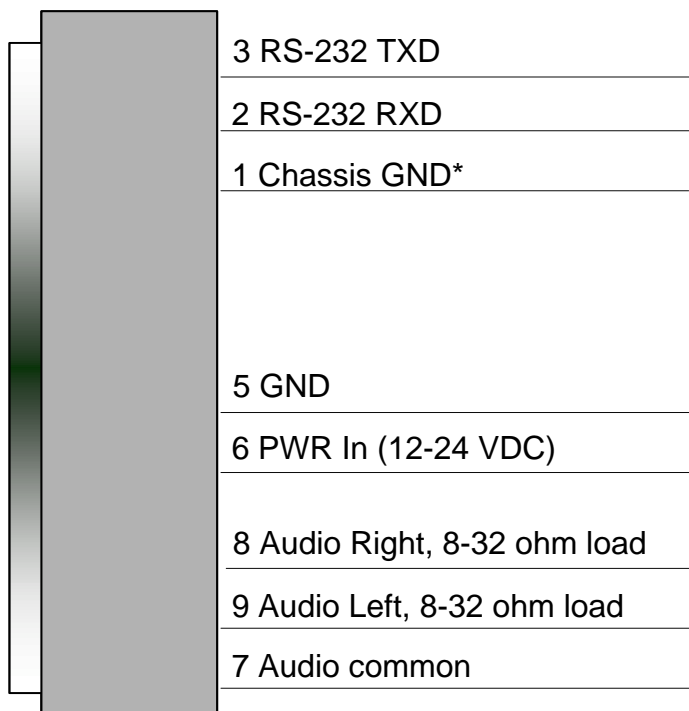 3 RS-232 TXD
2 RS-232 RXD
1 Chassis GND*
5 GND
6 PWR In (12-24 VDC)
8 Audio Right, 8-32 ohm load
9 Audio Left, 8-32 ohm load
7 Audio common